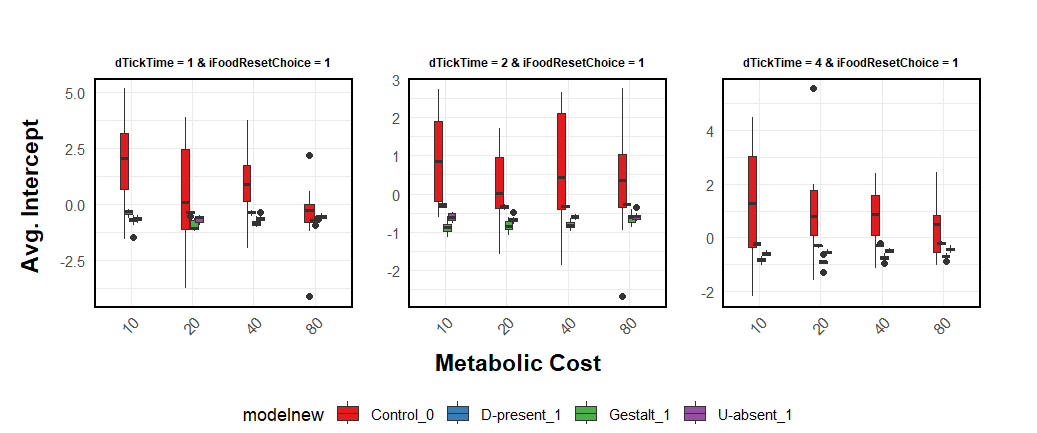 dTickTime = 1 & iFoodResetChoice = 1
dTickTime = 2 & iFoodResetChoice = 1
dTickTime = 4 & iFoodResetChoice = 1
Avg. Intercept
5.0
2.5
0.0
-2.5
3
2
1
0
-1
-2
4
2
0
-2
10 20 40 80
10 20 40 80
10 20 40 80
Metabolic Cost
modelnew Control_0 D-present_1 Gestalt_1 U-absent_1